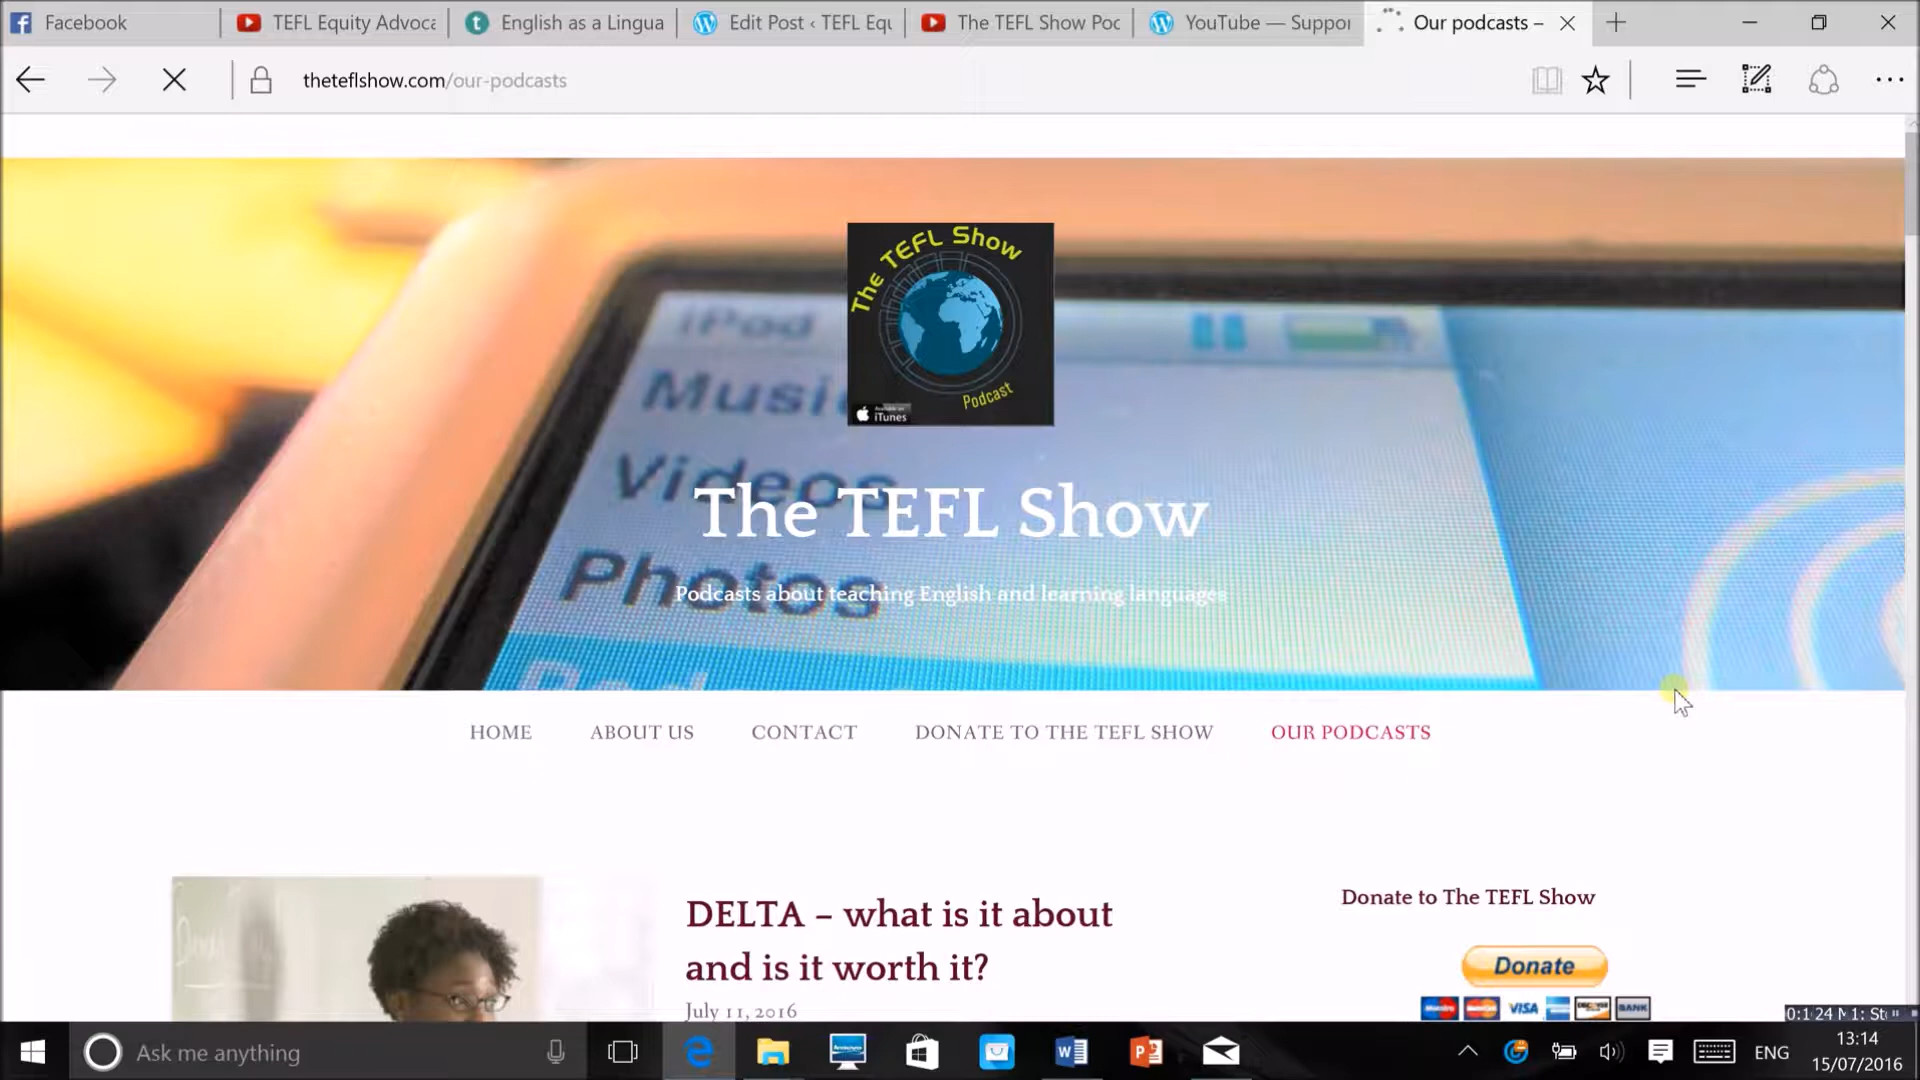 Facebook
TEFL Equity Advoca
English as a Lingua
Edit Post ‹ TEFL Equ
The TEFL Show Poc
YouTube — Suppor
Our podcasts –
theteflshow.com/our-podcasts
The TEFL Show
Podcast
iTunes
iPod
Music
Videos
Photos
The TEFL Show
Podcasts about teaching English and learning languages
HOME
ABOUT US
CONTACT
DONATE TO THE TEFL SHOW
OUR PODCASTS
DELTA – what is it about
and is it worth it?
July 11, 2016
Donate to The TEFL Show
Donate
VISA
BANK
Ask me anything
ENG
13:14
15/07/2016